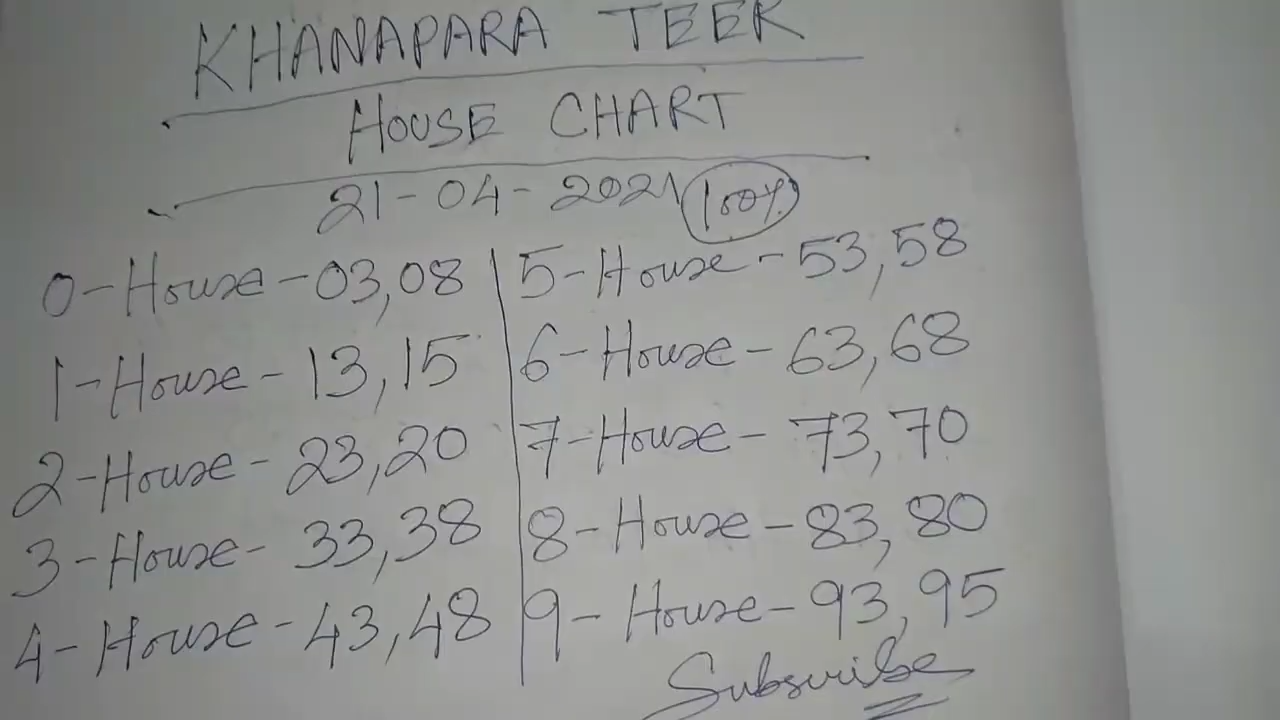 KHANAPARA TEER
HOUSE CHART
21-04-2021 100%
0-House-03,08
1-House-13,15
2-House-23,20
3-House-33,38
4-House-43,48
5-House-53,58
6-House-63,68
7-House-73,70
8-House-83,80
9-House-93,95
Subscribe